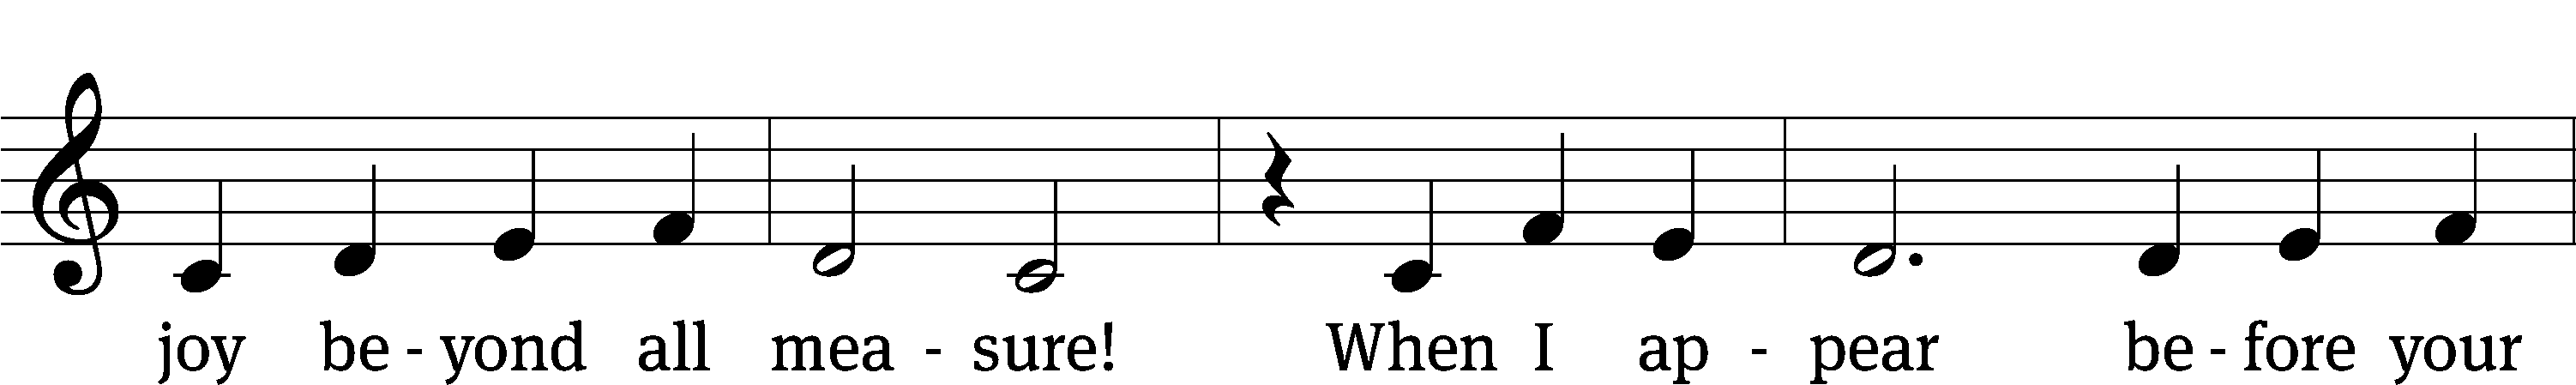 joy be - yond all mea - sure! When I ap - pear be - fore your